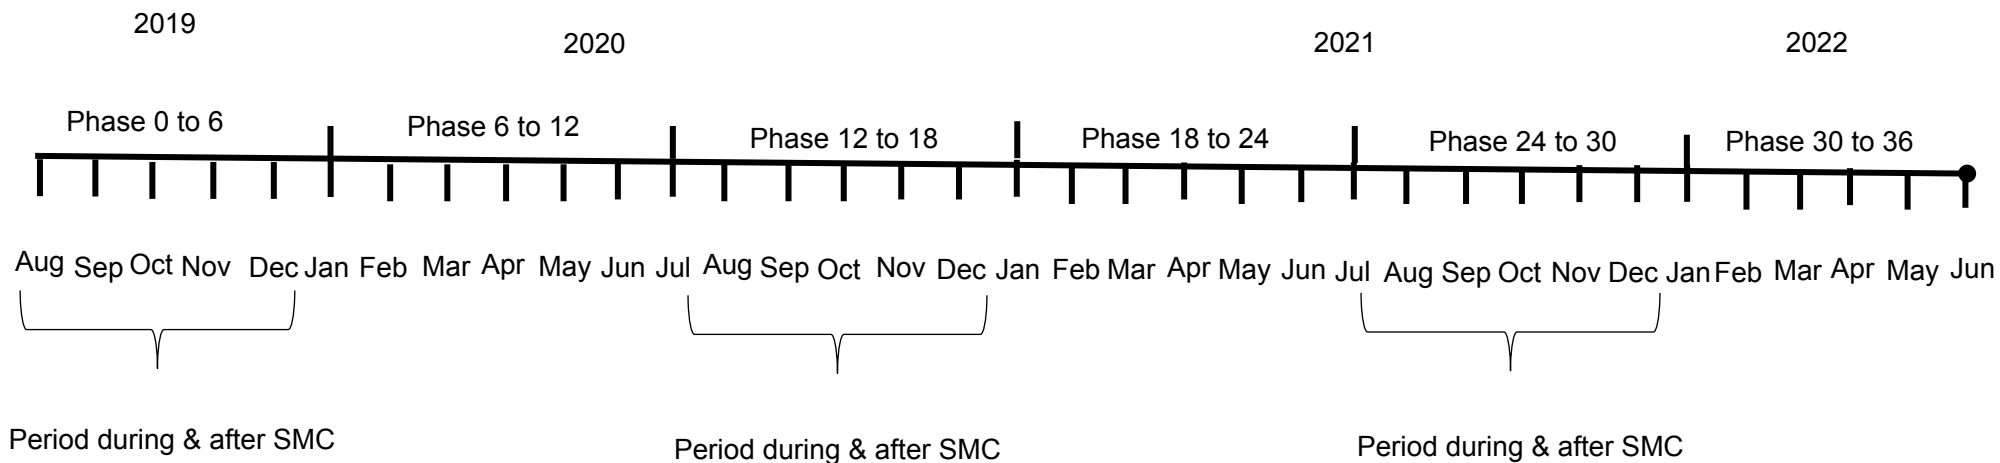 2019 2020 2021 2022
Phase 0 to 6 Phase 6 to 12 Phase 12 to 18 Phase 18 to 24 Phase 24 to 30 Phase 30 to 36
Aug Sep Oct Nov Dec Jan Feb Mar Apr May Jun Jul Aug Sep Oct Nov Dec Jan Feb Mar Apr May Jun Jul Aug Sep Oct Nov Dec Jan Feb Mar Apr May Jun
Period during & after SMC Period during & after SMC Period during & after SMC